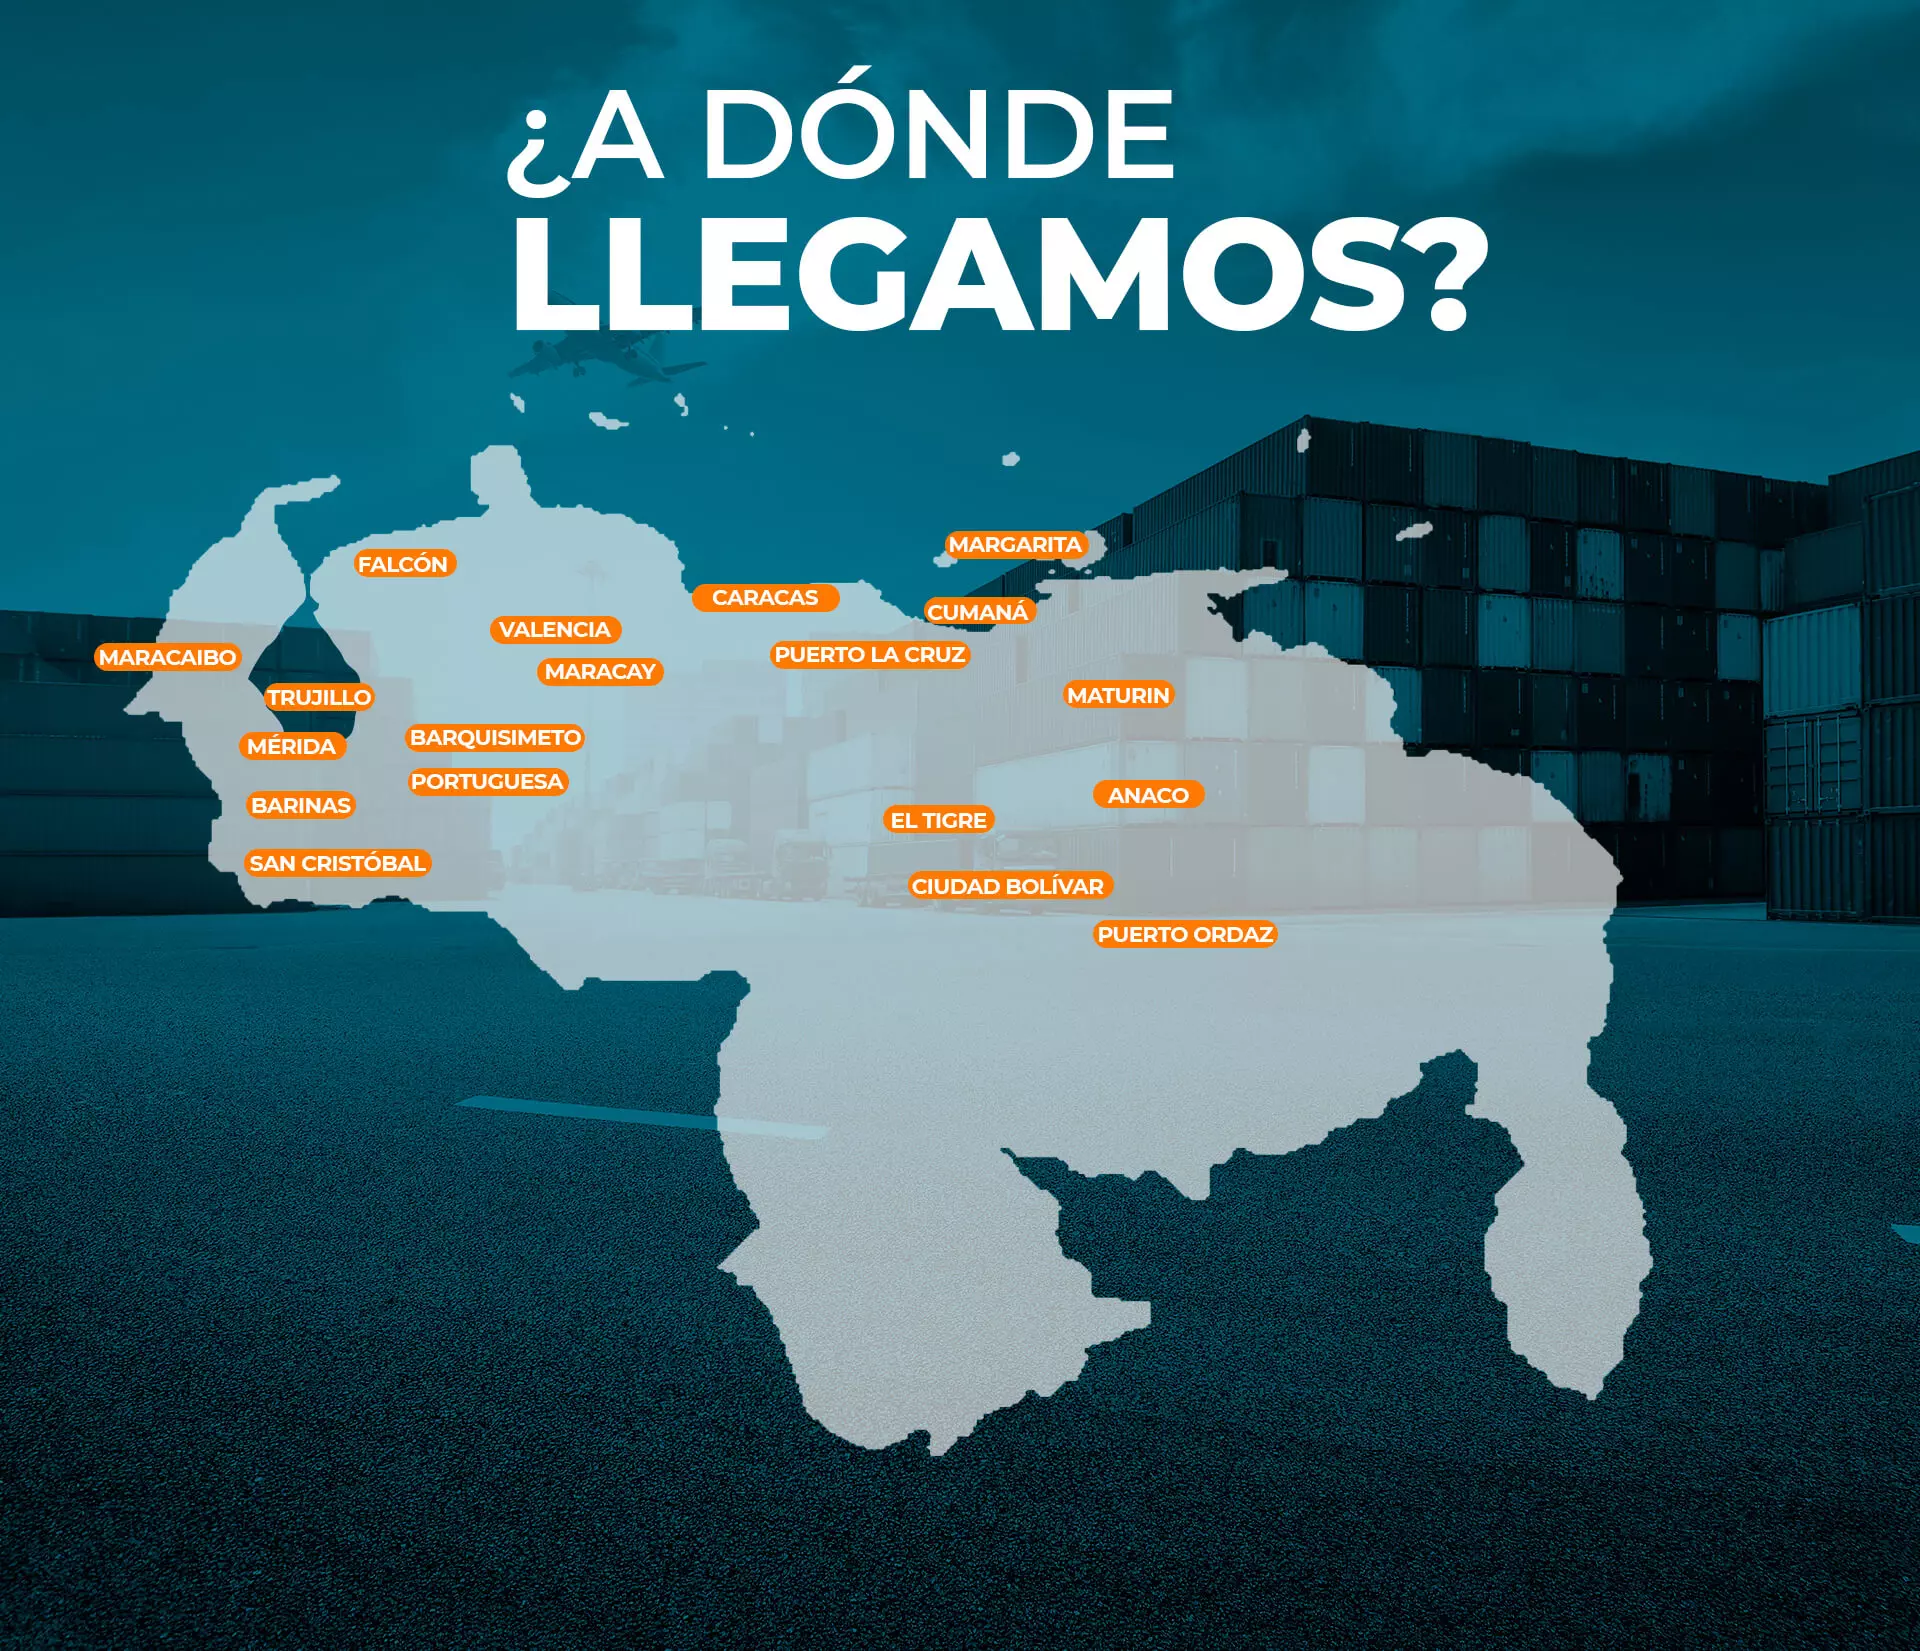 ¿A DÓNDE
LLEGAMOS?
MARGARITA
FALCÓN
CARACAS
CUMANÁ
VALENCIA
PUERTO LA CRUZ
MARACAIBO
MARACAY
TRUJILLO
MATURIN
BARQUISIMETO
MÉRIDA
PORTUGUESA
ANACO
BARINAS
EL TIGRE
SAN CRISTÓBAL
CIUDAD BOLÍVAR
PUERTO ORDAZ